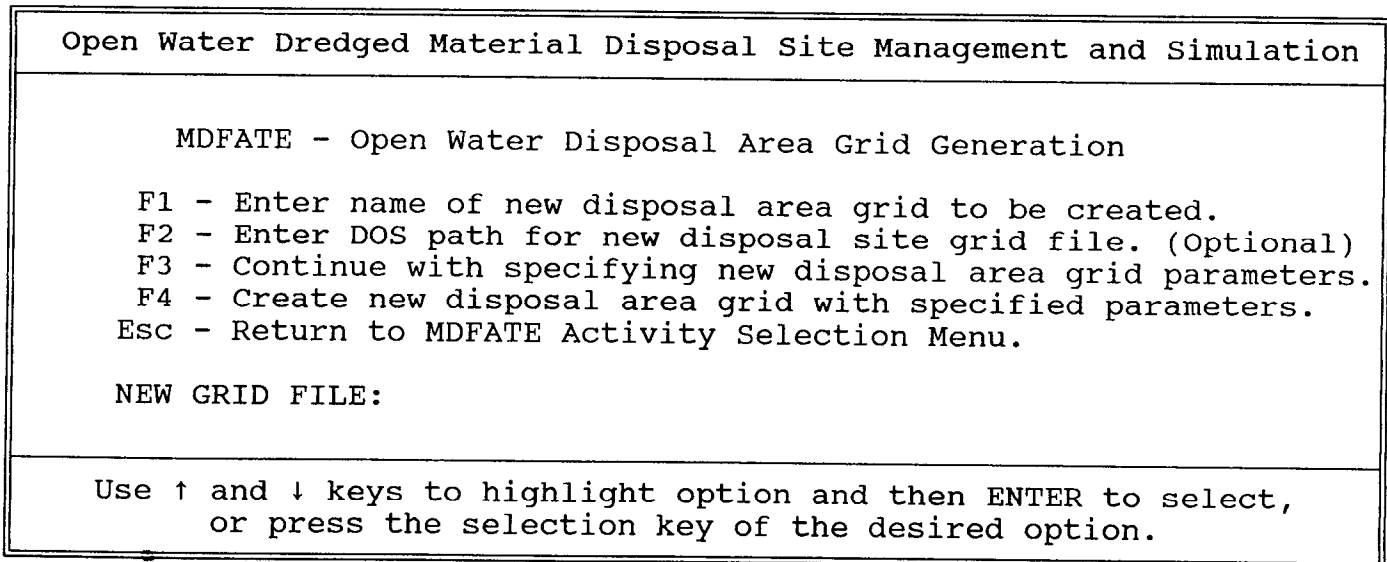 Open Water Dredged Material Disposal Site Management and Simulation
MDFATE - Open Water Disposal Area Grid Generation
F1 - Enter name of new disposal area grid to be created.
F2 - Enter DOS path for new disposal site grid file. (Optional)
F3 - Continue with specifying new disposal area grid parameters.
F4 - Create new disposal area grid with specified parameters.
Esc - Return to MDFATE Activity Selection Menu.
NEW GRID FILE:
Use ↑ and ↓ keys to highlight option and then ENTER to select,
or press the selection key of the desired option.